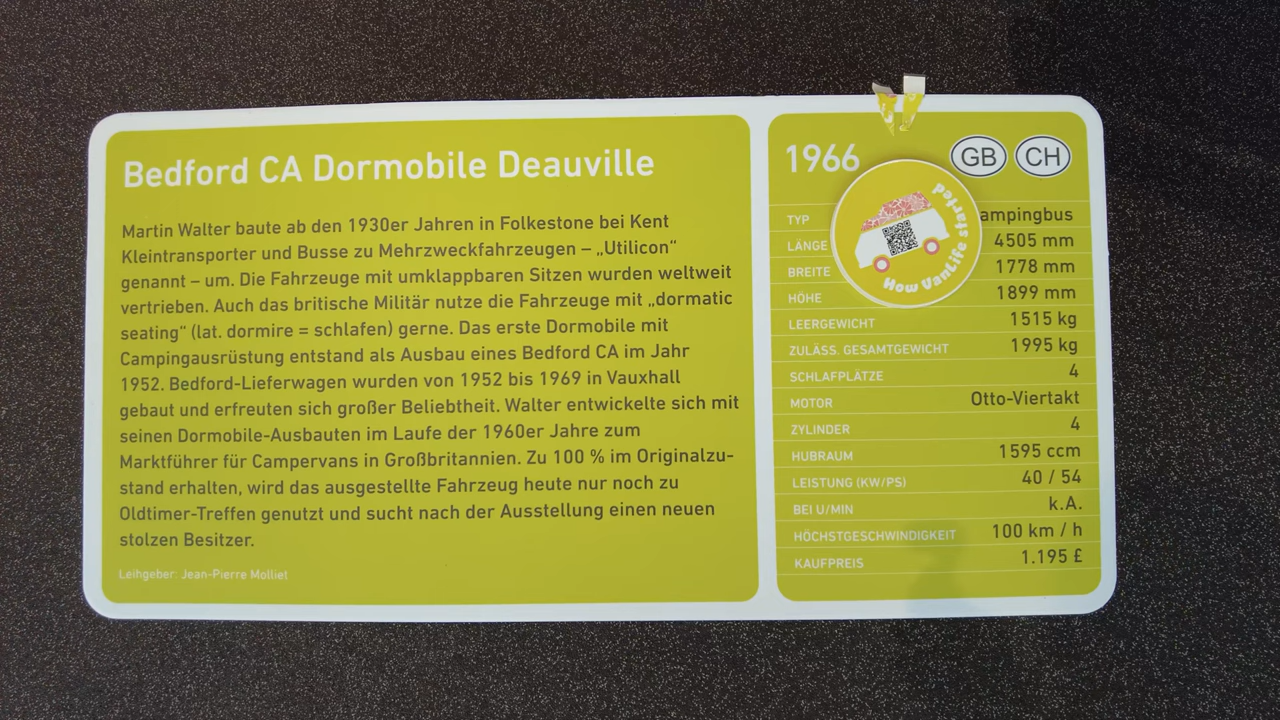 Bedford CA Dormobile Deauville
Martin Walter baute ab den 1930er Jahren in Folkestone bei Kent
Kleintransporter und Busse zu Mehrzweckfahrzeugen – „Utilicon“
genannt – um. Die Fahrzeuge mit umklappbaren Sitzen wurden weltweit
vertrieben. Auch das britische Militär nutze die Fahrzeuge mit „dormatic
seating“ (lat. dormire = schlafen) gerne. Das erste Dormobile mit
Campingausrüstung entstand als Ausbau eines Bedford CA im Jahr
1952. Bedford-Lieferwagen wurden von 1952 bis 1969 in Vauxhall
gebaut und erfreuten sich großer Beliebtheit. Walter entwickelte sich mit
seinen Dormobile-Ausbauten im Laufe der 1960er Jahre zum
Marktführer für Campervans in Großbritannien. Zu 100 % im Originalzu-
stand erhalten, wird das ausgestellte Fahrzeug heute nur noch zu
Oldtimer-Treffen genutzt und sucht nach der Ausstellung einen neuen
stolzen Besitzer.
Leihgeber: Jean-Pierre Molliet
1966 GB CH
How VanLife started
TYP ampingbus
LÄNGE 4505 mm
BREITE 1778 mm
HÖHE 1899 mm
LEERGEWICHT 1515 kg
ZULÄSS. GESAMTGEWICHT 1995 kg
SCHLAFPLÄTZE 4
MOTOR Otto-Viertakt
ZYLINDER 4
HUBRAUM 1595 ccm
LEISTUNG (KW/PS) 40 / 54
BEI U/MIN k.A.
HÖCHSTGESCHWINDIGKEIT 100 km / h
KAUFPREIS 1.195 £